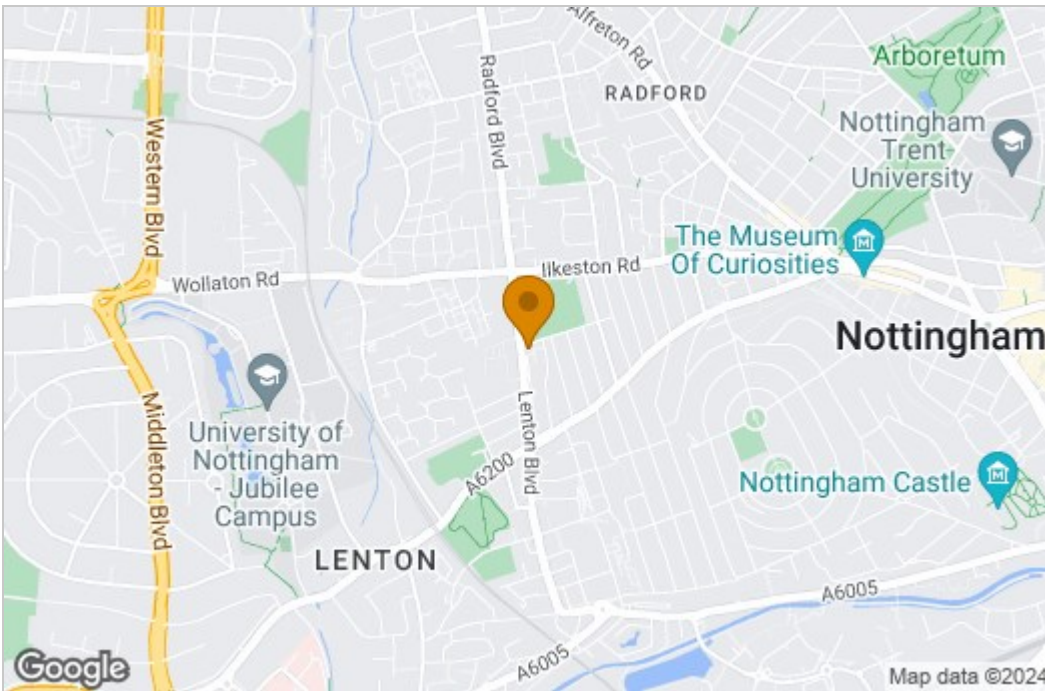 Alfreton Rd
Arboretum
RADFORD
Radford Blvd
Nottingham
Trent
University
Western Blvd
The Museum
Of Curiosities
Ilkeston Rd
Wollaton Rd
Nottingham
Lenton Blvd
University of
Nottingham
- Jubilee
Campus
Middleton Blvd
A6200
Nottingham Castle
LENTON
A6005
A6005
Google
Map data ©2024